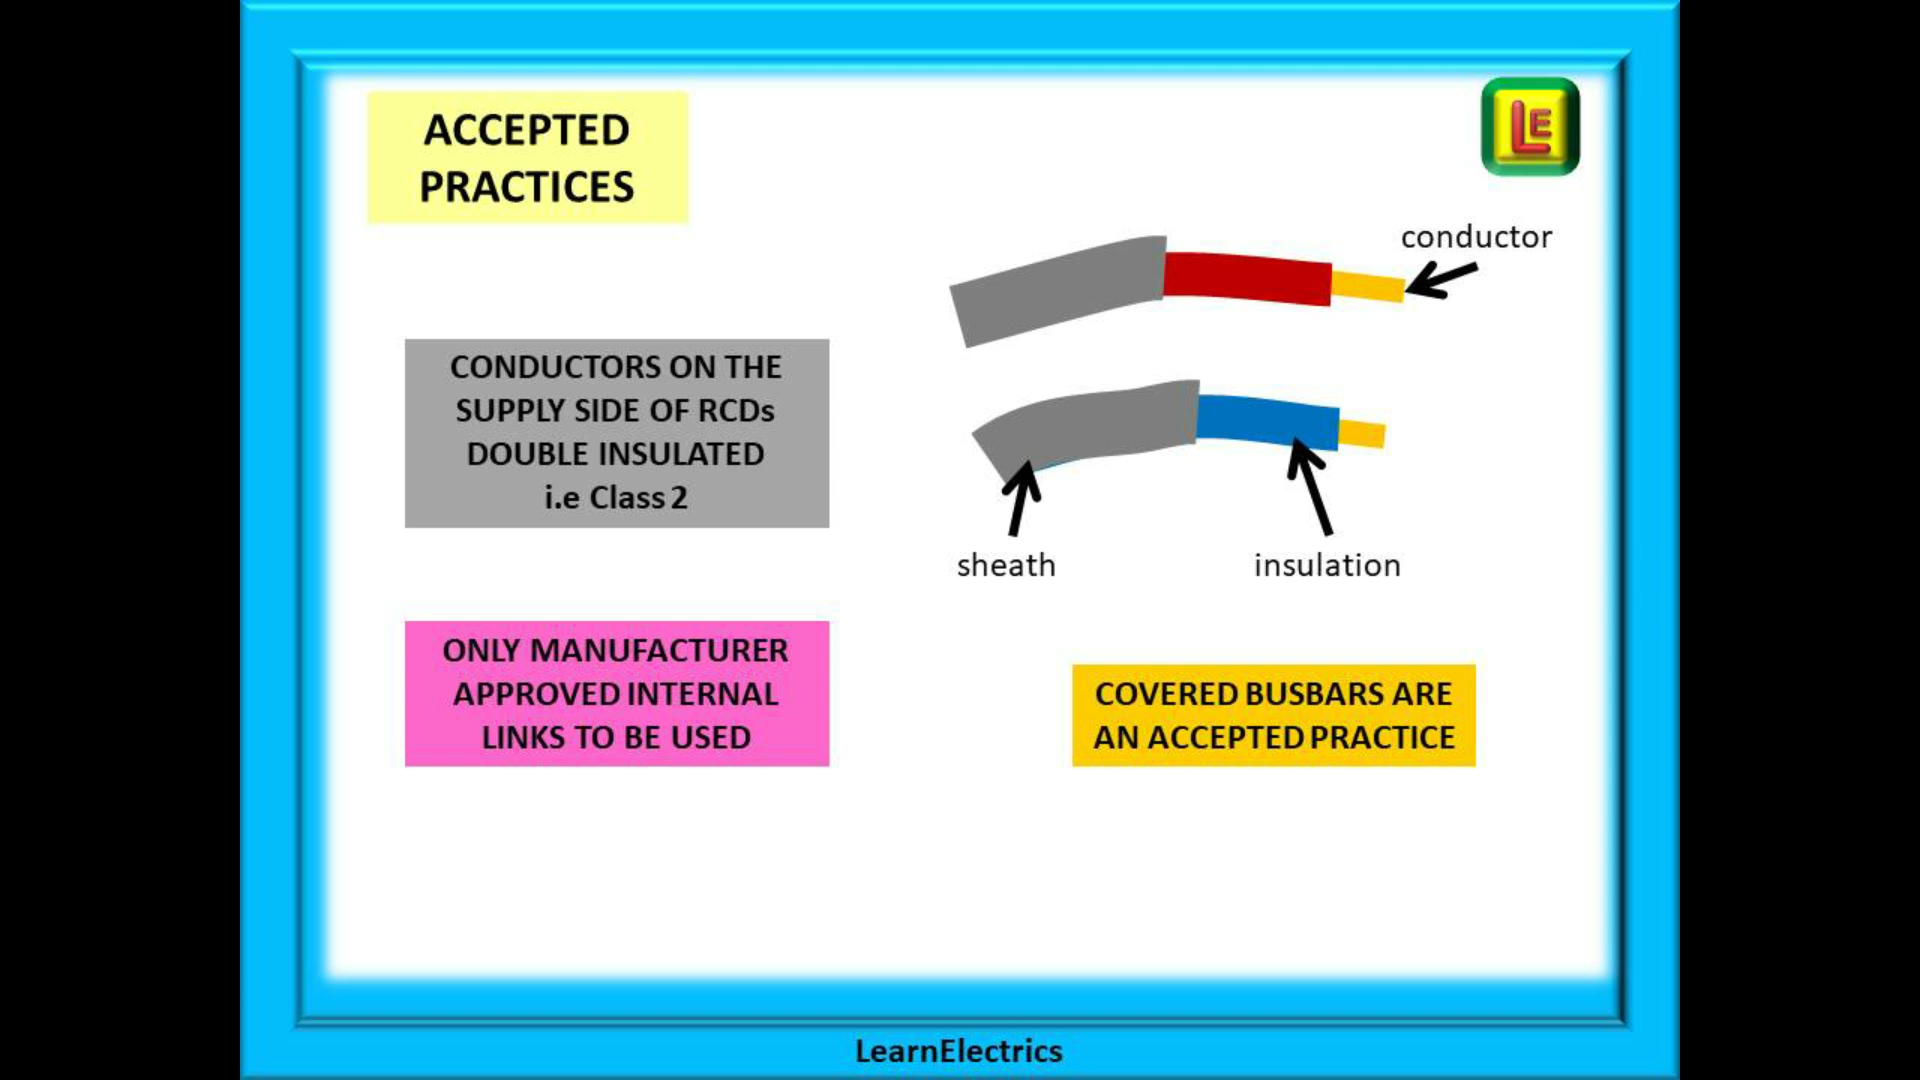 ACCEPTED
PRACTICES
LE
conductor
CONDUCTORS ON THE
SUPPLY SIDE OF RCDs
DOUBLE INSULATED
i.e Class 2
sheath
insulation
ONLY MANUFACTURER
APPROVED INTERNAL
LINKS TO BE USED
COVERED BUSBARS ARE
AN ACCEPTED PRACTICE
LearnElectrics